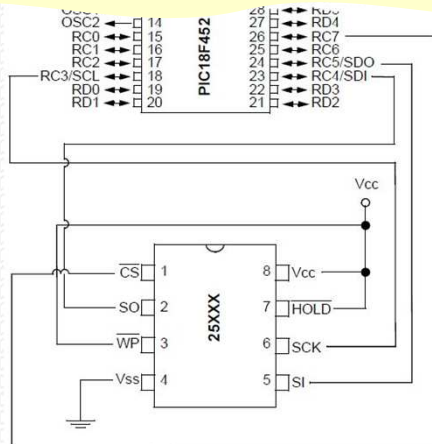 OSC2 14
RC0 15
RC1 16
RC2 17
RC3/SCL 18
RD0 19
RD1 20
PIC18F452
28 RD5
27 RD4
26 RC7
25 RC6
24 RC5/SDO
23 RC4/SDI
22 RD3
21 RD2
Vcc
CS 1
SO 2
WP 3
Vss 4
25XXX
8 Vcc
7 HOLD
6 SCK
5 SI